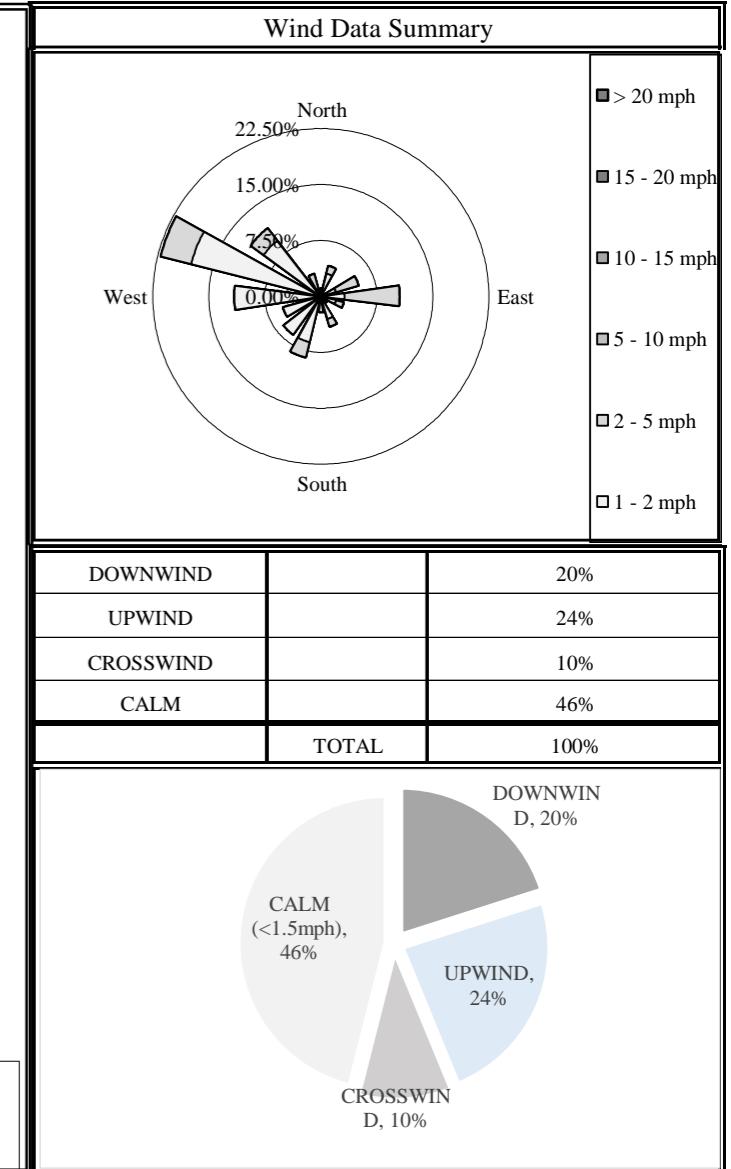 Wind Data Summary
North
22.50%
15.00%
7.50%
0.00%
West
East
South
> 20 mph
15 - 20 mph
10 - 15 mph
5 - 10 mph
2 - 5 mph
1 - 2 mph
DOWNWIND 20%
UPWIND 24%
CROSSWIND 10%
CALM 46%
TOTAL 100%
DOWNWIN
D, 20%
UPWIND,
24%
CROSSWIN
D, 10%
CALM
(<1.5mph),
46%